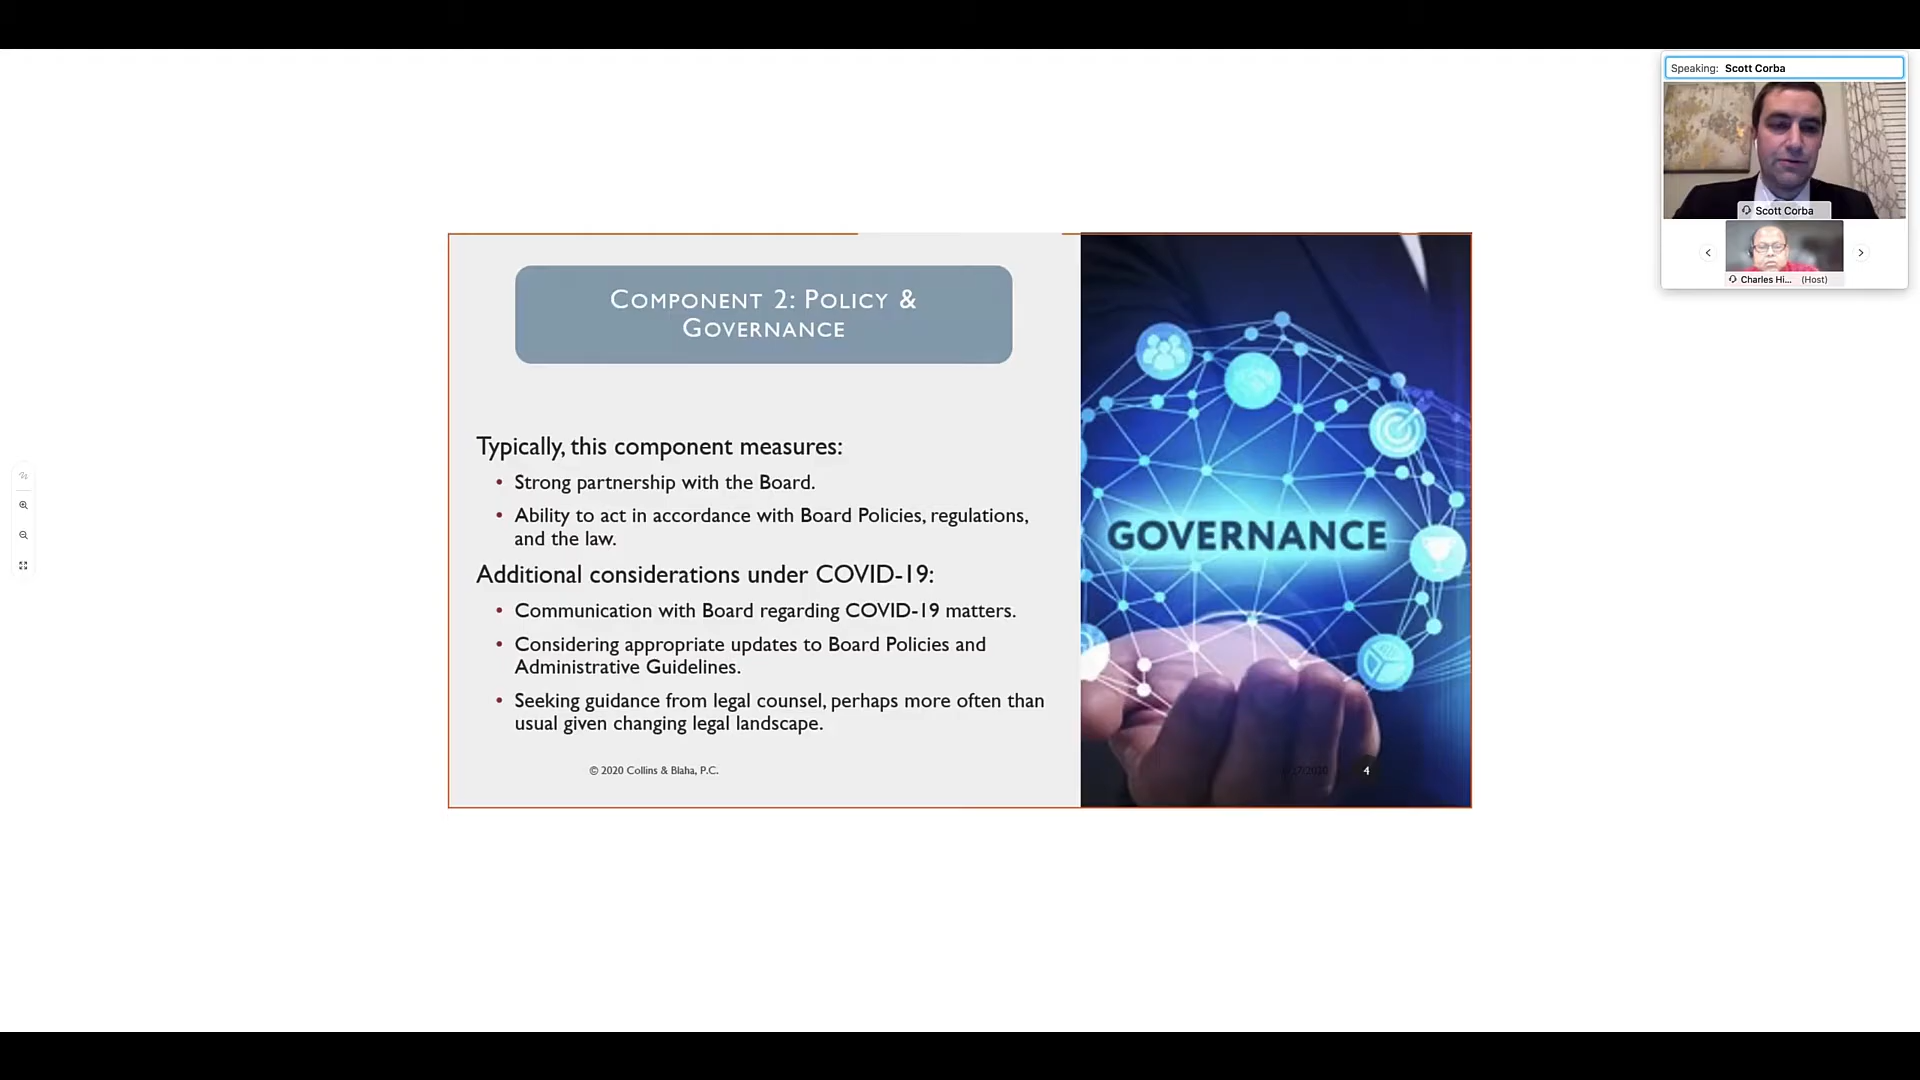 Speaking: Scott Corba
Scott Corba
Charles Hi... (Host)
Component 2: Policy &
Governance
Typically, this component measures:
• Strong partnership with the Board.
• Ability to act in accordance with Board Policies, regulations,
and the law.
Additional considerations under COVID-19:
• Communication with Board regarding COVID-19 matters.
• Considering appropriate updates to Board Policies and
Administrative Guidelines.
• Seeking guidance from legal counsel, perhaps more often than
usual given changing legal landscape.
© 2020 Collins & Blaha, P.C.
GOVERNANCE
4